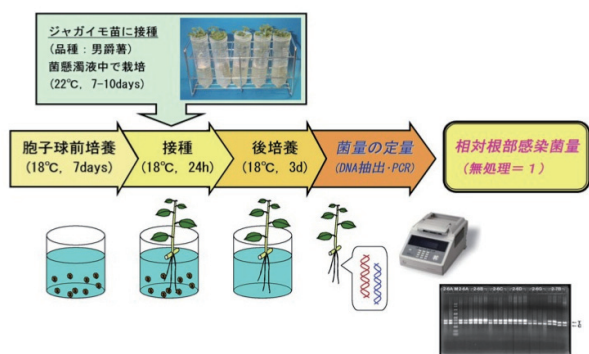 ジャガイモ苗に接種
(品種：男爵薯)
菌懸濁液中で栽培
(22℃, 7-10days)
胞子球前培養
(18℃, 7days)
接種
(18℃, 24h)
後培養
(18℃, 3d)
菌量の定量
(DNA抽出・PCR)
相対根部感染菌量
(無処理＝１)